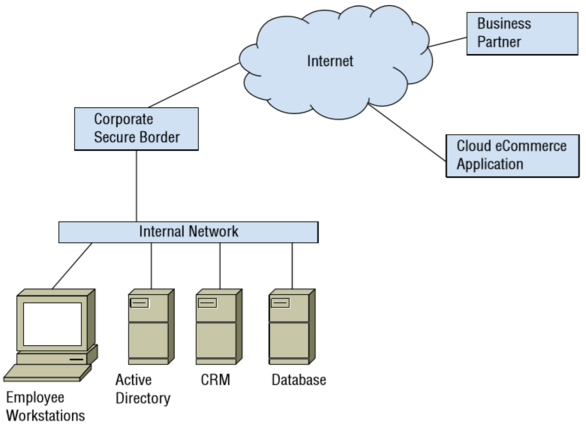 Business
Partner
Internet
Corporate
Secure Border
Cloud eCommerce
Application
Internal Network
Employee
Workstations
Active
Directory
CRM
Database